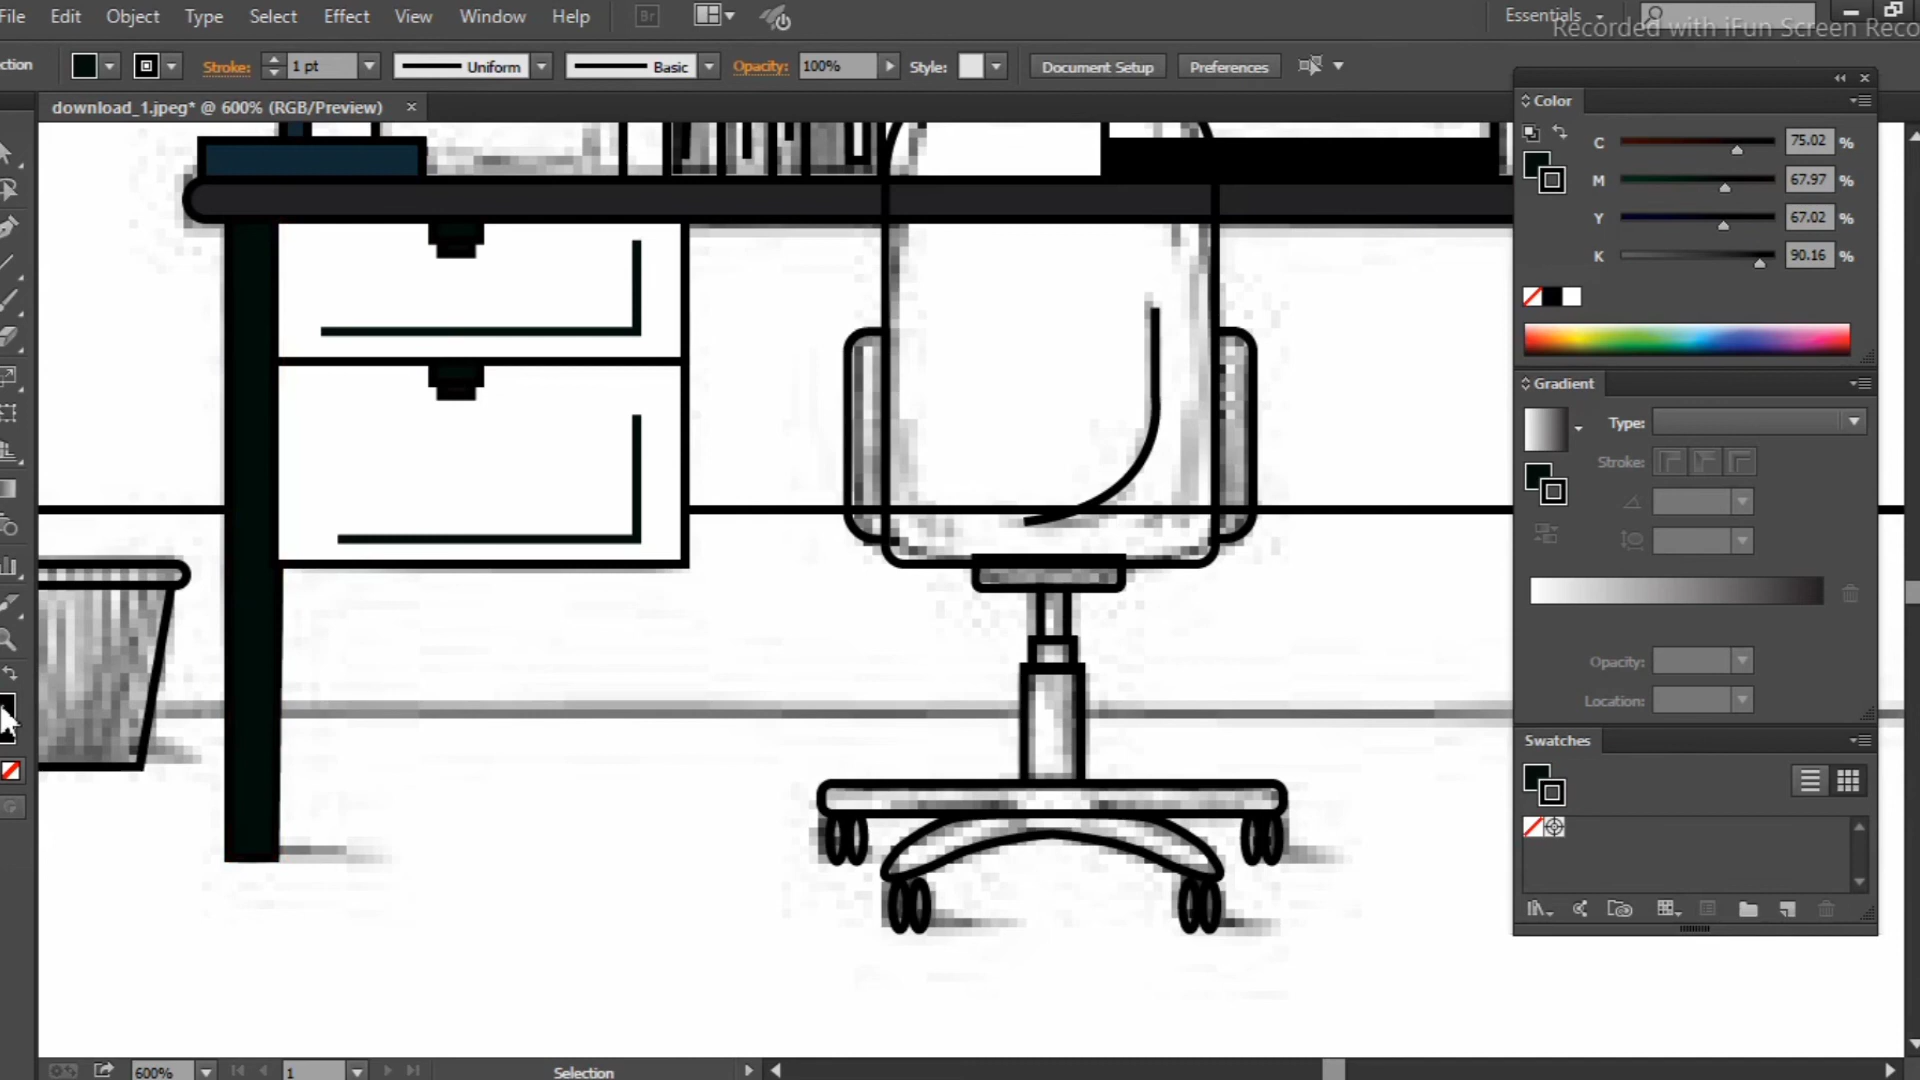 File Edit Object Type Select Effect View Window Help Br Essentials
Recorded with iFun Screen Reco
ction Stroke: 1 pt Uniform Basic Opacity: 100% Style: Document Setup Preferences
download_1.jpeg* @ 600% (RGB/Preview)
Color
C 75.02 %
M 67.97 %
Y 67.02 %
K 90.16 %
Gradient
Type:
Stroke:
Opacity:
Location:
Swatches
600% 1 Selection